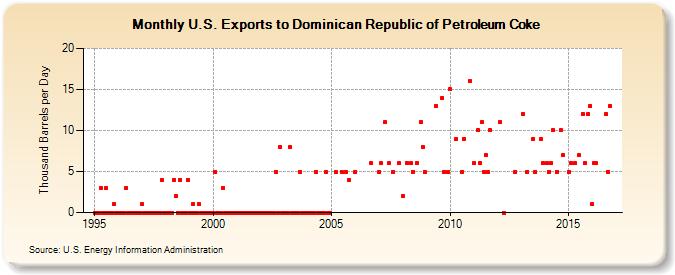 Monthly U.S. Exports to Dominican Republic of Petroleum Coke
Thousand Barrels per Day
20
15
10
5
0
1995 2000 2005 2010 2015
Source: U.S. Energy Information Administration